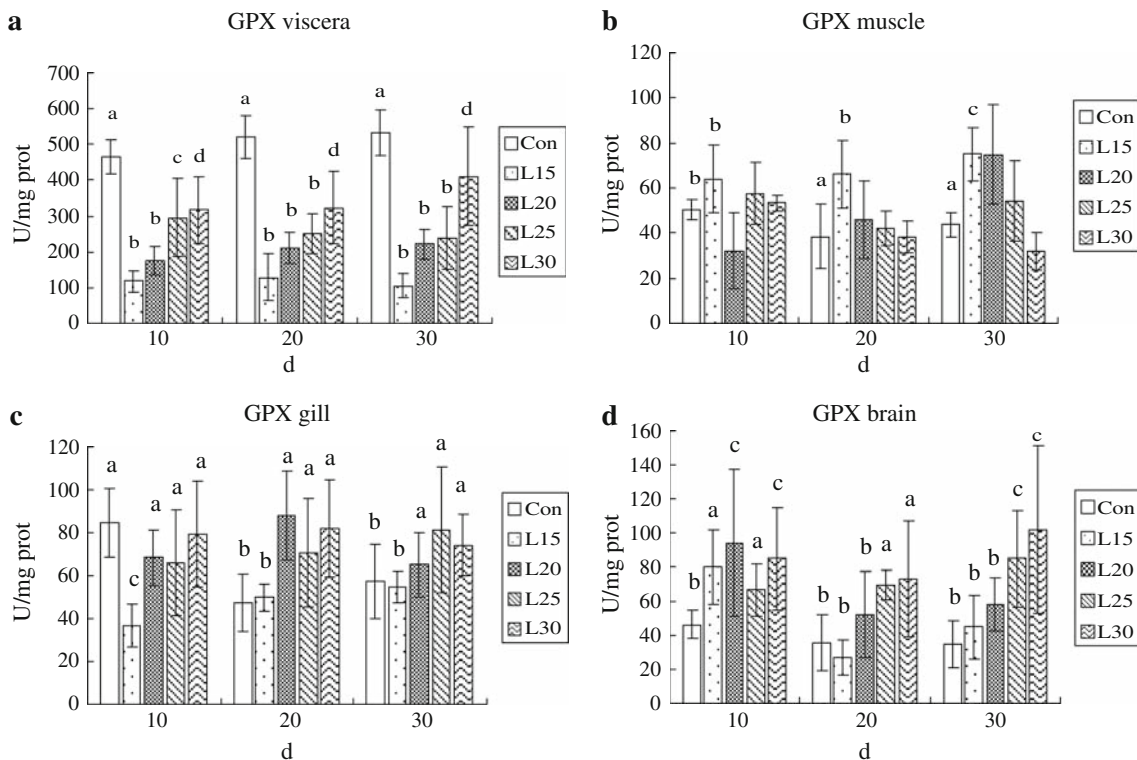 a
GPX viscera
U/mg prot
700
600
500
400
300
200
100
0
a b b c d
a b b b d
a b b b d
10 20 30
d
Con
L15
L20
L25
L30
b
GPX muscle
U/mg prot
120
100
80
60
40
20
0
b b
a b
a c
10 20 30
d
Con
L15
L20
L25
L30
c
GPX gill
U/mg prot
120
100
80
60
40
20
0
a c a a a
b b a a a
b b a a a
10 20 30
d
Con
L15
L20
L25
L30
d
GPX brain
U/mg prot
160
140
120
100
80
60
40
20
0
b a c a c
b b b a a
b b b c c
10 20 30
d
Con
L15
L20
L25
L30